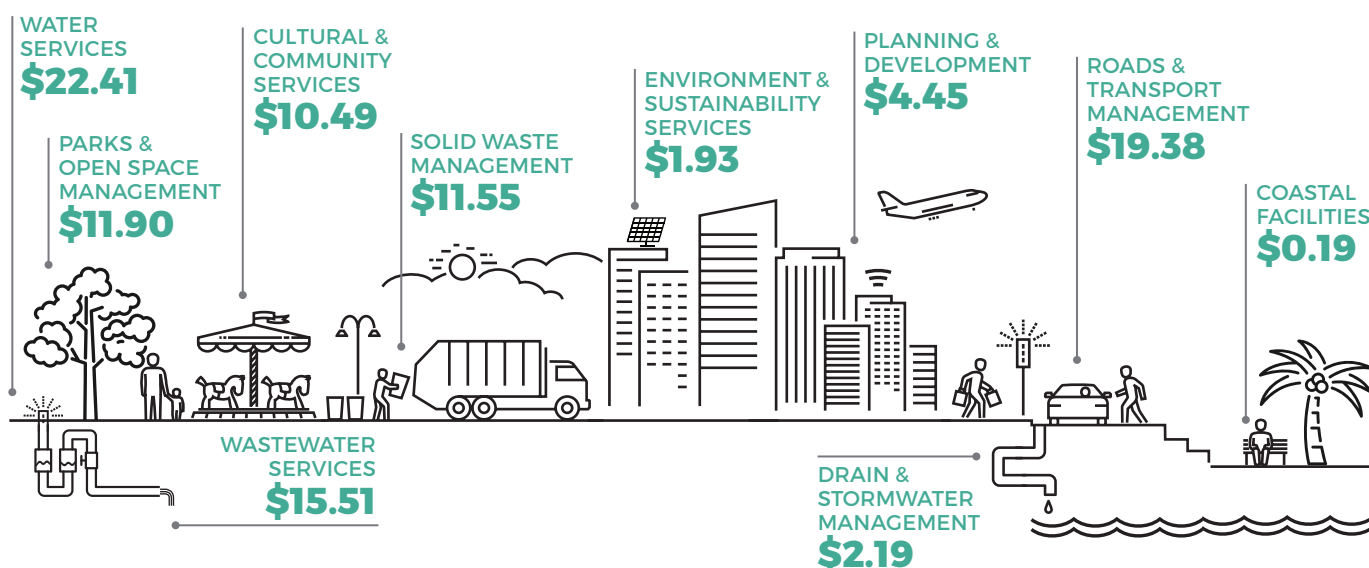 WATER
SERVICES
$22.41
PARKS &
OPEN SPACE
MANAGEMENT
$11.90
CULTURAL &
COMMUNITY
SERVICES
$10.49
SOLID WASTE
MANAGEMENT
$11.55
ENVIRONMENT &
SUSTAINABILITY
SERVICES
$1.93
PLANNING &
DEVELOPMENT
$4.45
ROADS &
TRANSPORT
MANAGEMENT
$19.38
COASTAL
FACILITIES
$0.19
WASTEWATER
SERVICES
$15.51
DRAIN &
STORMWATER
MANAGEMENT
$2.19